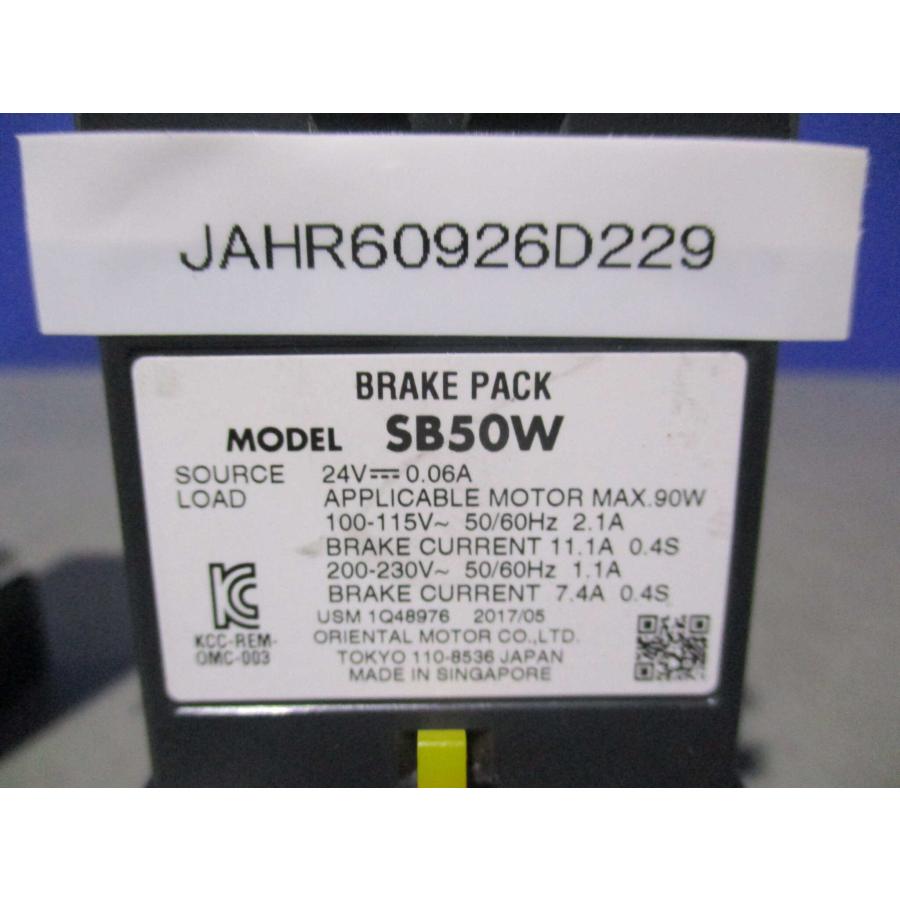 JAHR60926D229
BRAKE PACK
MODEL SB50W
SOURCE 24V⎓0.06A
LOAD APPLICABLE MOTOR MAX.90W
100-115V~ 50/60Hz 2.1A
BRAKE CURRENT 11.1A 0.4S
200-230V~ 50/60Hz 1.1A
BRAKE CURRENT 7.4A 0.4S
USM 1Q48976 2017/05
KCC-REM-
OMC-003
ORIENTAL MOTOR CO.,LTD.
TOKYO 110-8536 JAPAN
MADE IN SINGAPORE